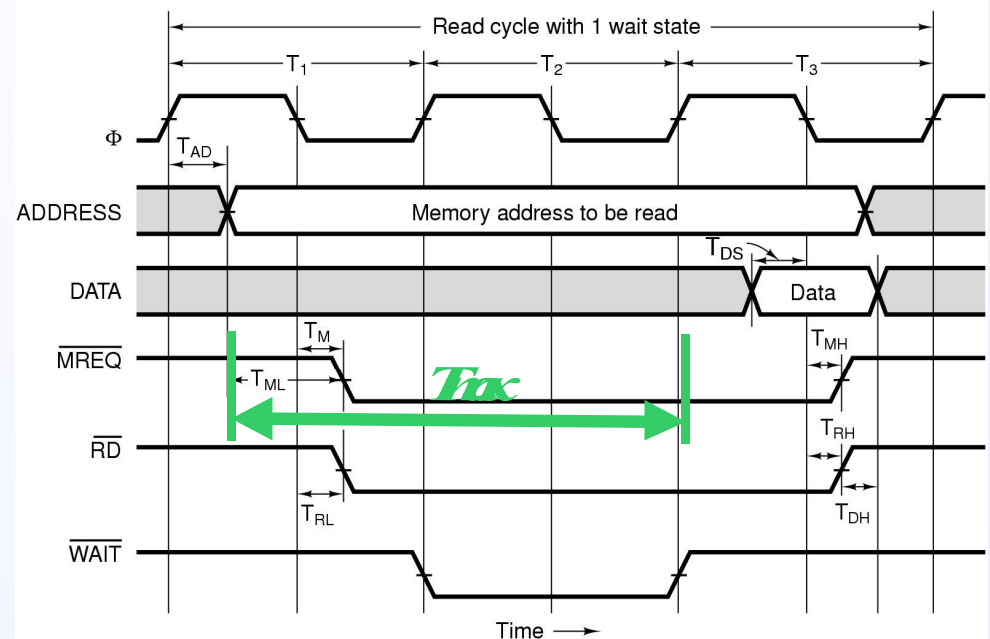 Read cycle with 1 wait state
T1 T2 T3
Φ
TAD
ADDRESS Memory address to be read
TDS
DATA Data
TM TMH
MREQ
TML Tmax
TRH
RD
TRL TDH
WAIT
Time